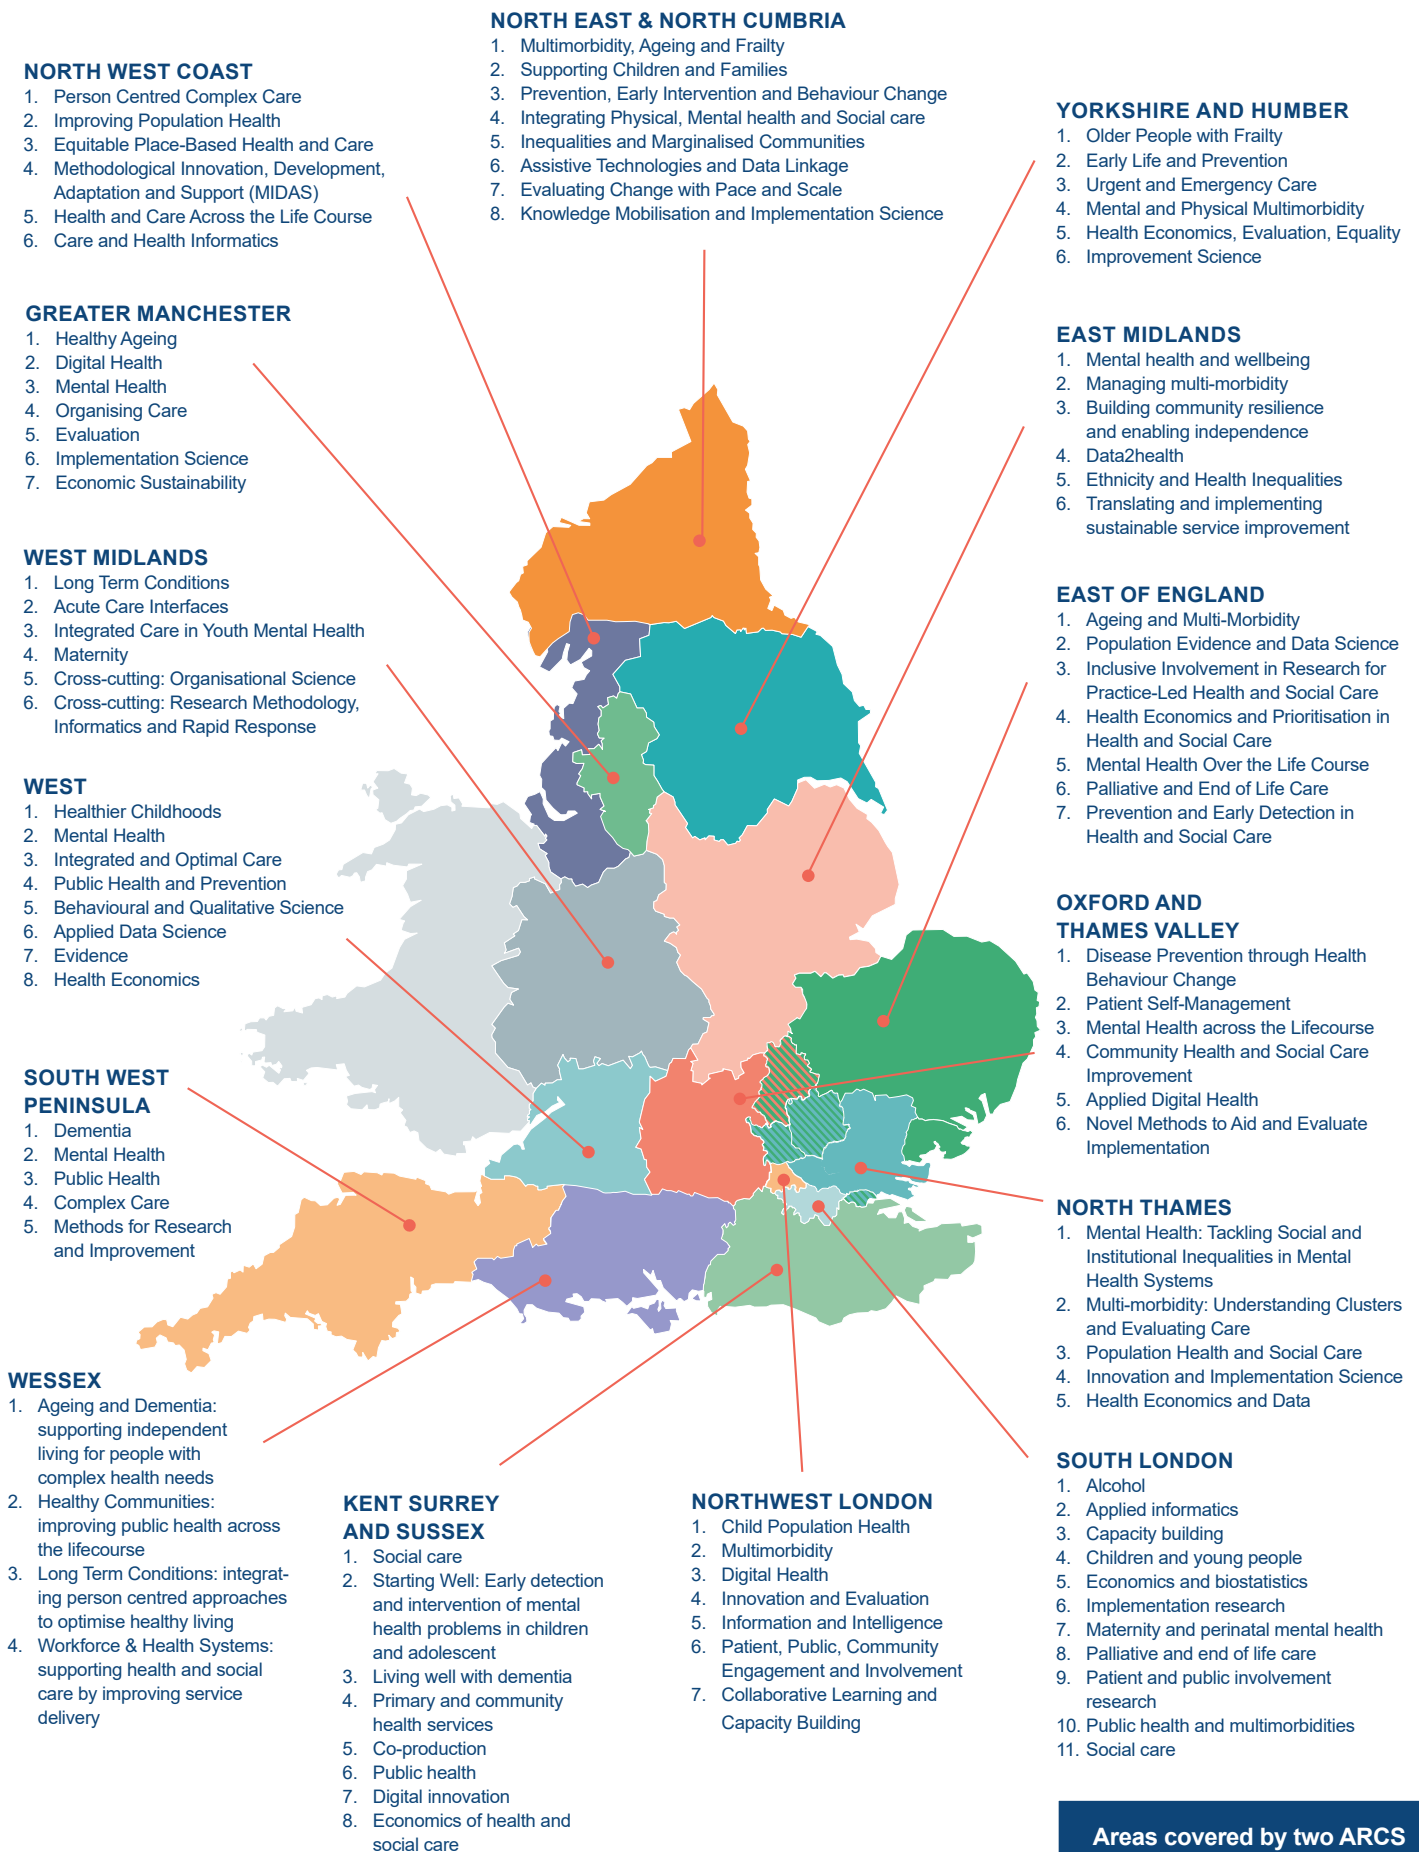 NORTH EAST & NORTH CUMBRIA
1. Multimorbidity, Ageing and Frailty
2. Supporting Children and Families
3. Prevention, Early Intervention and Behaviour Change
4. Integrating Physical, Mental health and Social care
5. Inequalities and Marginalised Communities
6. Assistive Technologies and Data Linkage
7. Evaluating Change with Pace and Scale
8. Knowledge Mobilisation and Implementation Science
NORTH WEST COAST
1. Person Centred Complex Care
2. Improving Population Health
3. Equitable Place-Based Health and Care
4. Methodological Innovation, Development,
Adaptation and Support (MIDAS)
5. Health and Care Across the Life Course
6. Care and Health Informatics
GREATER MANCHESTER
1. Healthy Ageing
2. Digital Health
3. Mental Health
4. Organising Care
5. Evaluation
6. Implementation Science
7. Economic Sustainability
WEST MIDLANDS
1. Long Term Conditions
2. Acute Care Interfaces
3. Integrated Care in Youth Mental Health
4. Maternity
5. Cross-cutting: Organisational Science
6. Cross-cutting: Research Methodology,
Informatics and Rapid Response
WEST
1. Healthier Childhoods
2. Mental Health
3. Integrated and Optimal Care
4. Public Health and Prevention
5. Behavioural and Qualitative Science
6. Applied Data Science
7. Evidence
8. Health Economics
SOUTH WEST
PENINSULA
1. Dementia
2. Mental Health
3. Public Health
4. Complex Care
5. Methods for Research
and Improvement
WESSEX
1. Ageing and Dementia:
supporting independent
living for people with
complex health needs
2. Healthy Communities:
improving public health across
the lifecourse
3. Long Term Conditions: integrat-
ing person centred approaches
to optimise healthy living
4. Workforce & Health Systems:
supporting health and social
care by improving service
delivery
KENT SURREY
AND SUSSEX
1. Social care
2. Starting Well: Early detection
and intervention of mental
health problems in children
and adolescent
3. Living well with dementia
4. Primary and community
health services
5. Co-production
6. Public health
7. Digital innovation
8. Economics of health and
social care
NORTHWEST LONDON
1. Child Population Health
2. Multimorbidity
3. Digital Health
4. Innovation and Evaluation
5. Information and Intelligence
6. Patient, Public, Community
Engagement and Involvement
7. Collaborative Learning and
Capacity Building
YORKSHIRE AND HUMBER
1. Older People with Frailty
2. Early Life and Prevention
3. Urgent and Emergency Care
4. Mental and Physical Multimorbidity
5. Health Economics, Evaluation, Equality
6. Improvement Science
EAST MIDLANDS
1. Mental health and wellbeing
2. Managing multi-morbidity
3. Building community resilience
and enabling independence
4. Data2health
5. Ethnicity and Health Inequalities
6. Translating and implementing
sustainable service improvement
EAST OF ENGLAND
1. Ageing and Multi-Morbidity
2. Population Evidence and Data Science
3. Inclusive Involvement in Research for
Practice-Led Health and Social Care
4. Health Economics and Prioritisation in
Health and Social Care
5. Mental Health Over the Life Course
6. Palliative and End of Life Care
7. Prevention and Early Detection in
Health and Social Care
OXFORD AND
THAMES VALLEY
1. Disease Prevention through Health
Behaviour Change
2. Patient Self-Management
3. Mental Health across the Lifecourse
4. Community Health and Social Care
Improvement
5. Applied Digital Health
6. Novel Methods to Aid and Evaluate
Implementation
NORTH THAMES
1. Mental Health: Tackling Social and
Institutional Inequalities in Mental
Health Systems
2. Multi-morbidity: Understanding Clusters
and Evaluating Care
3. Population Health and Social Care
4. Innovation and Implementation Science
5. Health Economics and Data
SOUTH LONDON
1. Alcohol
2. Applied informatics
3. Capacity building
4. Children and young people
5. Economics and biostatistics
6. Implementation research
7. Maternity and perinatal mental health
8. Palliative and end of life care
9. Patient and public involvement
research
10. Public health and multimorbidities
11. Social care
Areas covered by two ARCS